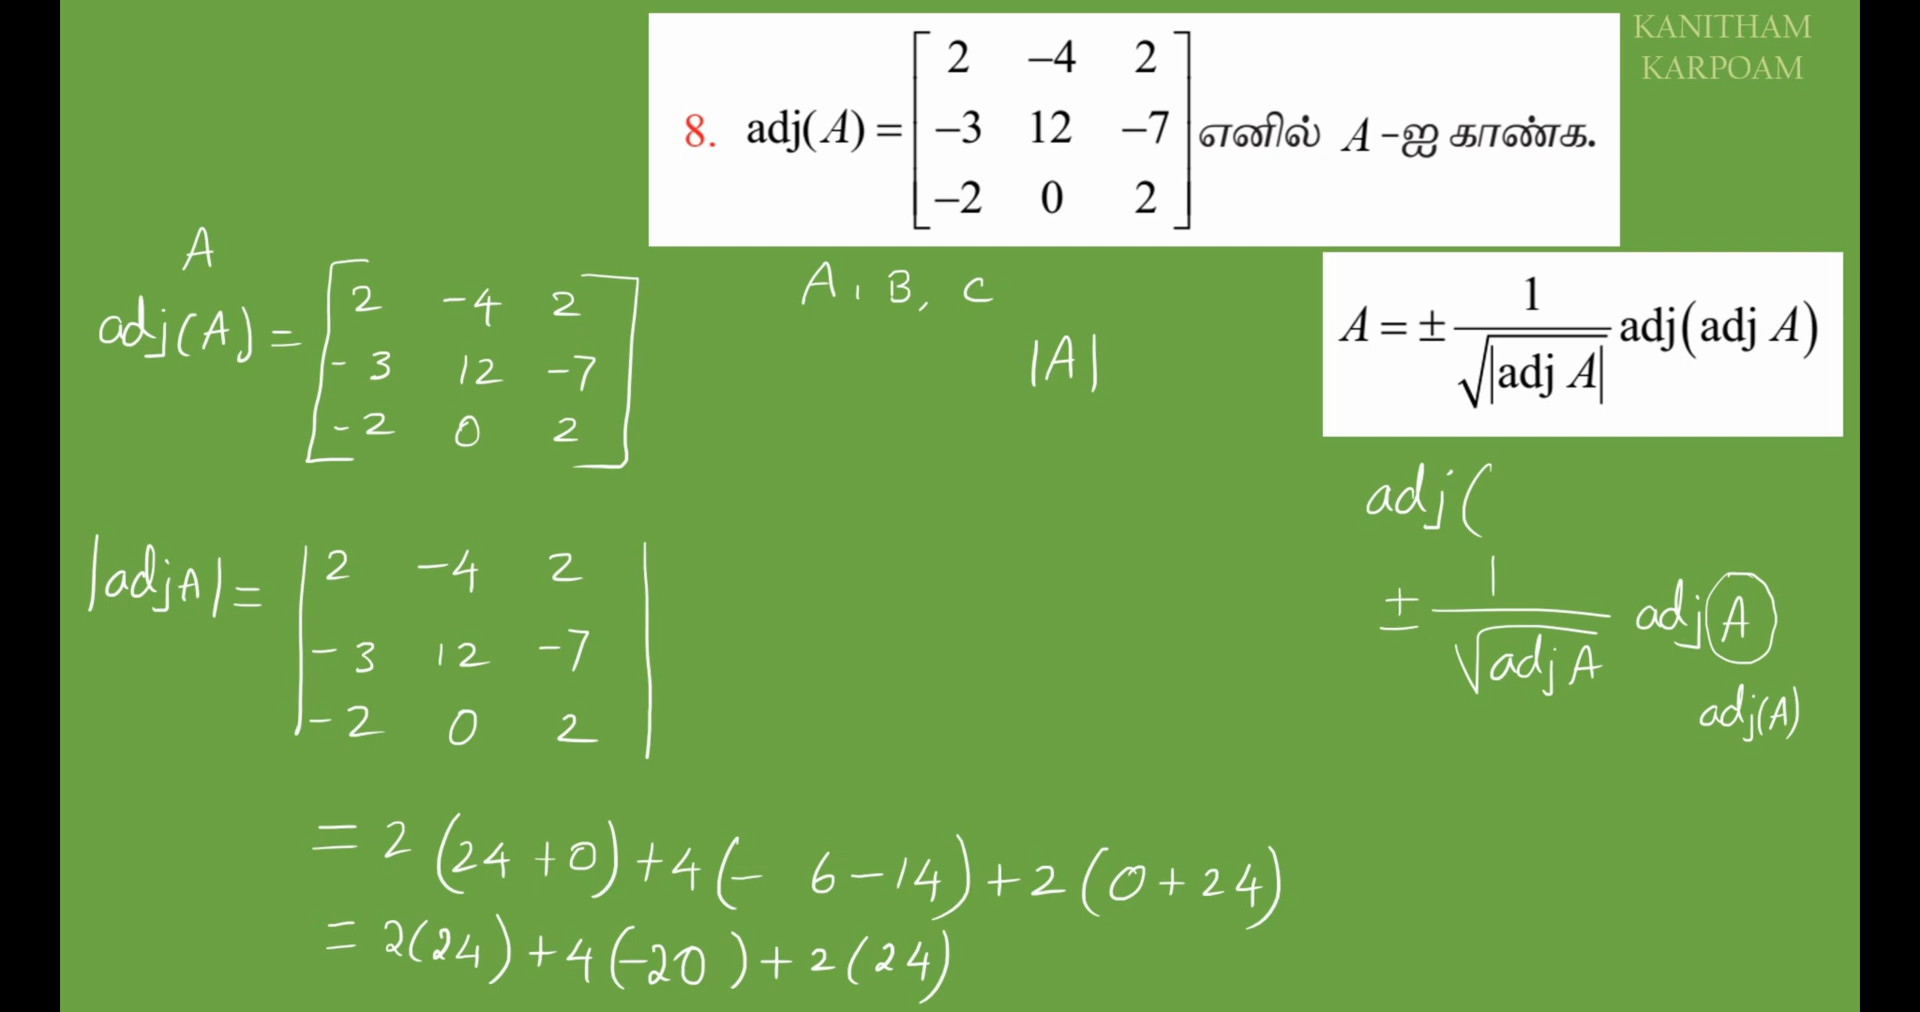 KANITHAM
KARPOAM
8. adj(A) = [2 −4 2
−3 12 −7
−2 0 2] எனில் A -ஐ காண்க.
A = ± 1/√|adj A| adj(adj A)
A
adj(A) = [2 -4 2
-3 12 -7
-2 0 2]
A, B, C
|A|
adj(
± 1/√adj A adj A
adj(A)
|adj A| = |2 -4 2
-3 12 -7
-2 0 2|
= 2(24+0)+4(- 6-14)+2(0+24)
= 2(24)+4(-20)+2(24)